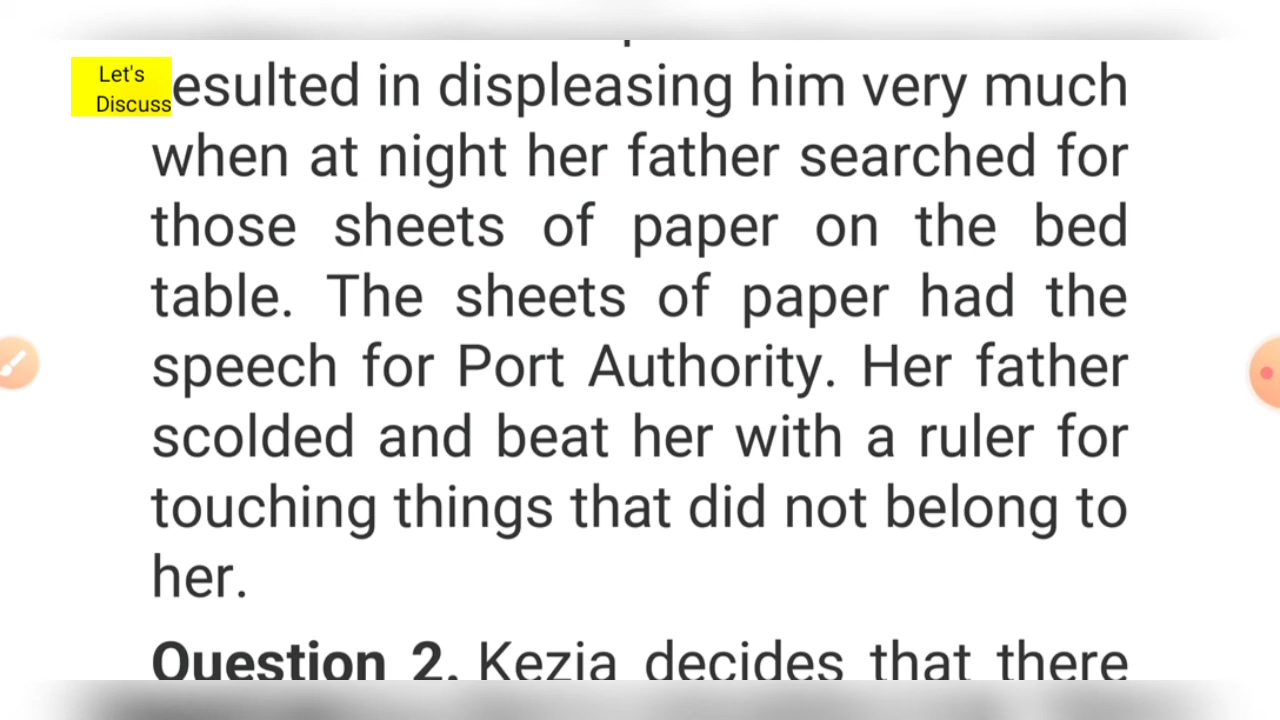 Let's
Discuss
esulted in displeasing him very much
when at night her father searched for
those sheets of paper on the bed
table. The sheets of paper had the
speech for Port Authority. Her father
scolded and beat her with a ruler for
touching things that did not belong to
her.
Question 2. Kezia decides that there